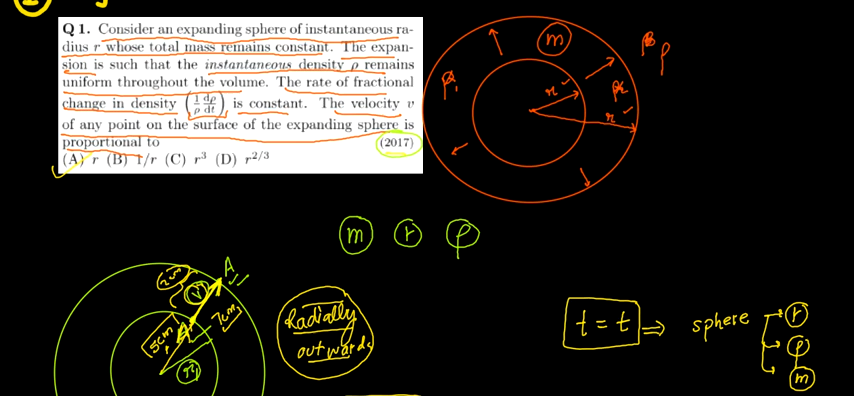 2
Q 1. Consider an expanding sphere of instantaneous ra-
dius r whose total mass remains constant. The expan-
sion is such that the instantaneous density ρ remains
uniform throughout the volume. The rate of fractional
change in density (1/ρ dρ/dt) is constant. The velocity v
of any point on the surface of the expanding sphere is
proportional to (2017)
(A) r (B) 1/r (C) r³ (D) r^{2/3}
m
ρ
r
r
m r ρ
A
V
5cm
7cm
Radially
outwards
t = t ⇒ sphere r
ρ
m